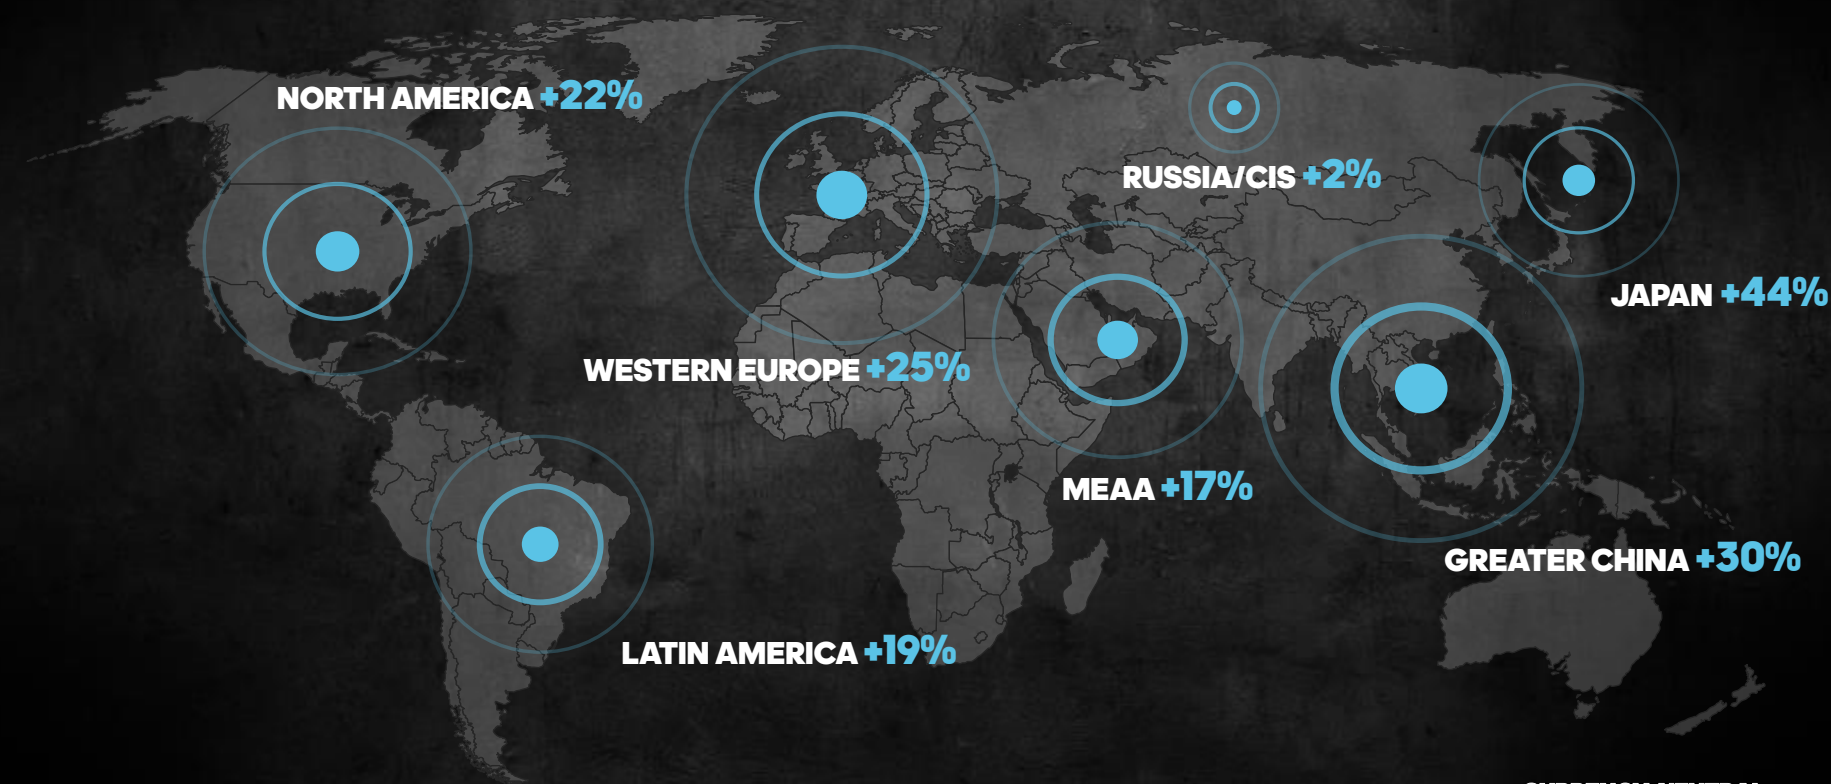 NORTH AMERICA +22%
RUSSIA/CIS +2%
JAPAN +44%
WESTERN EUROPE +25%
MEAA +17%
GREATER CHINA +30%
LATIN AMERICA +19%